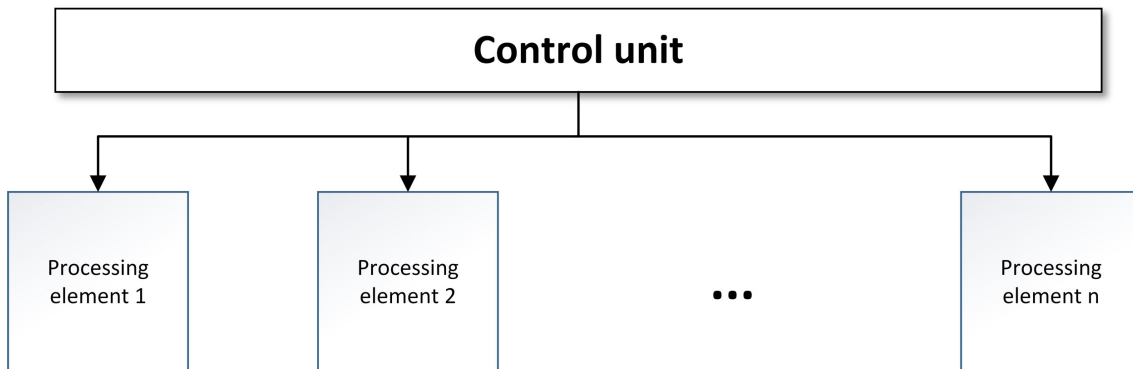 Control unit
Processing
element 1
Processing
element 2
...
Processing
element n